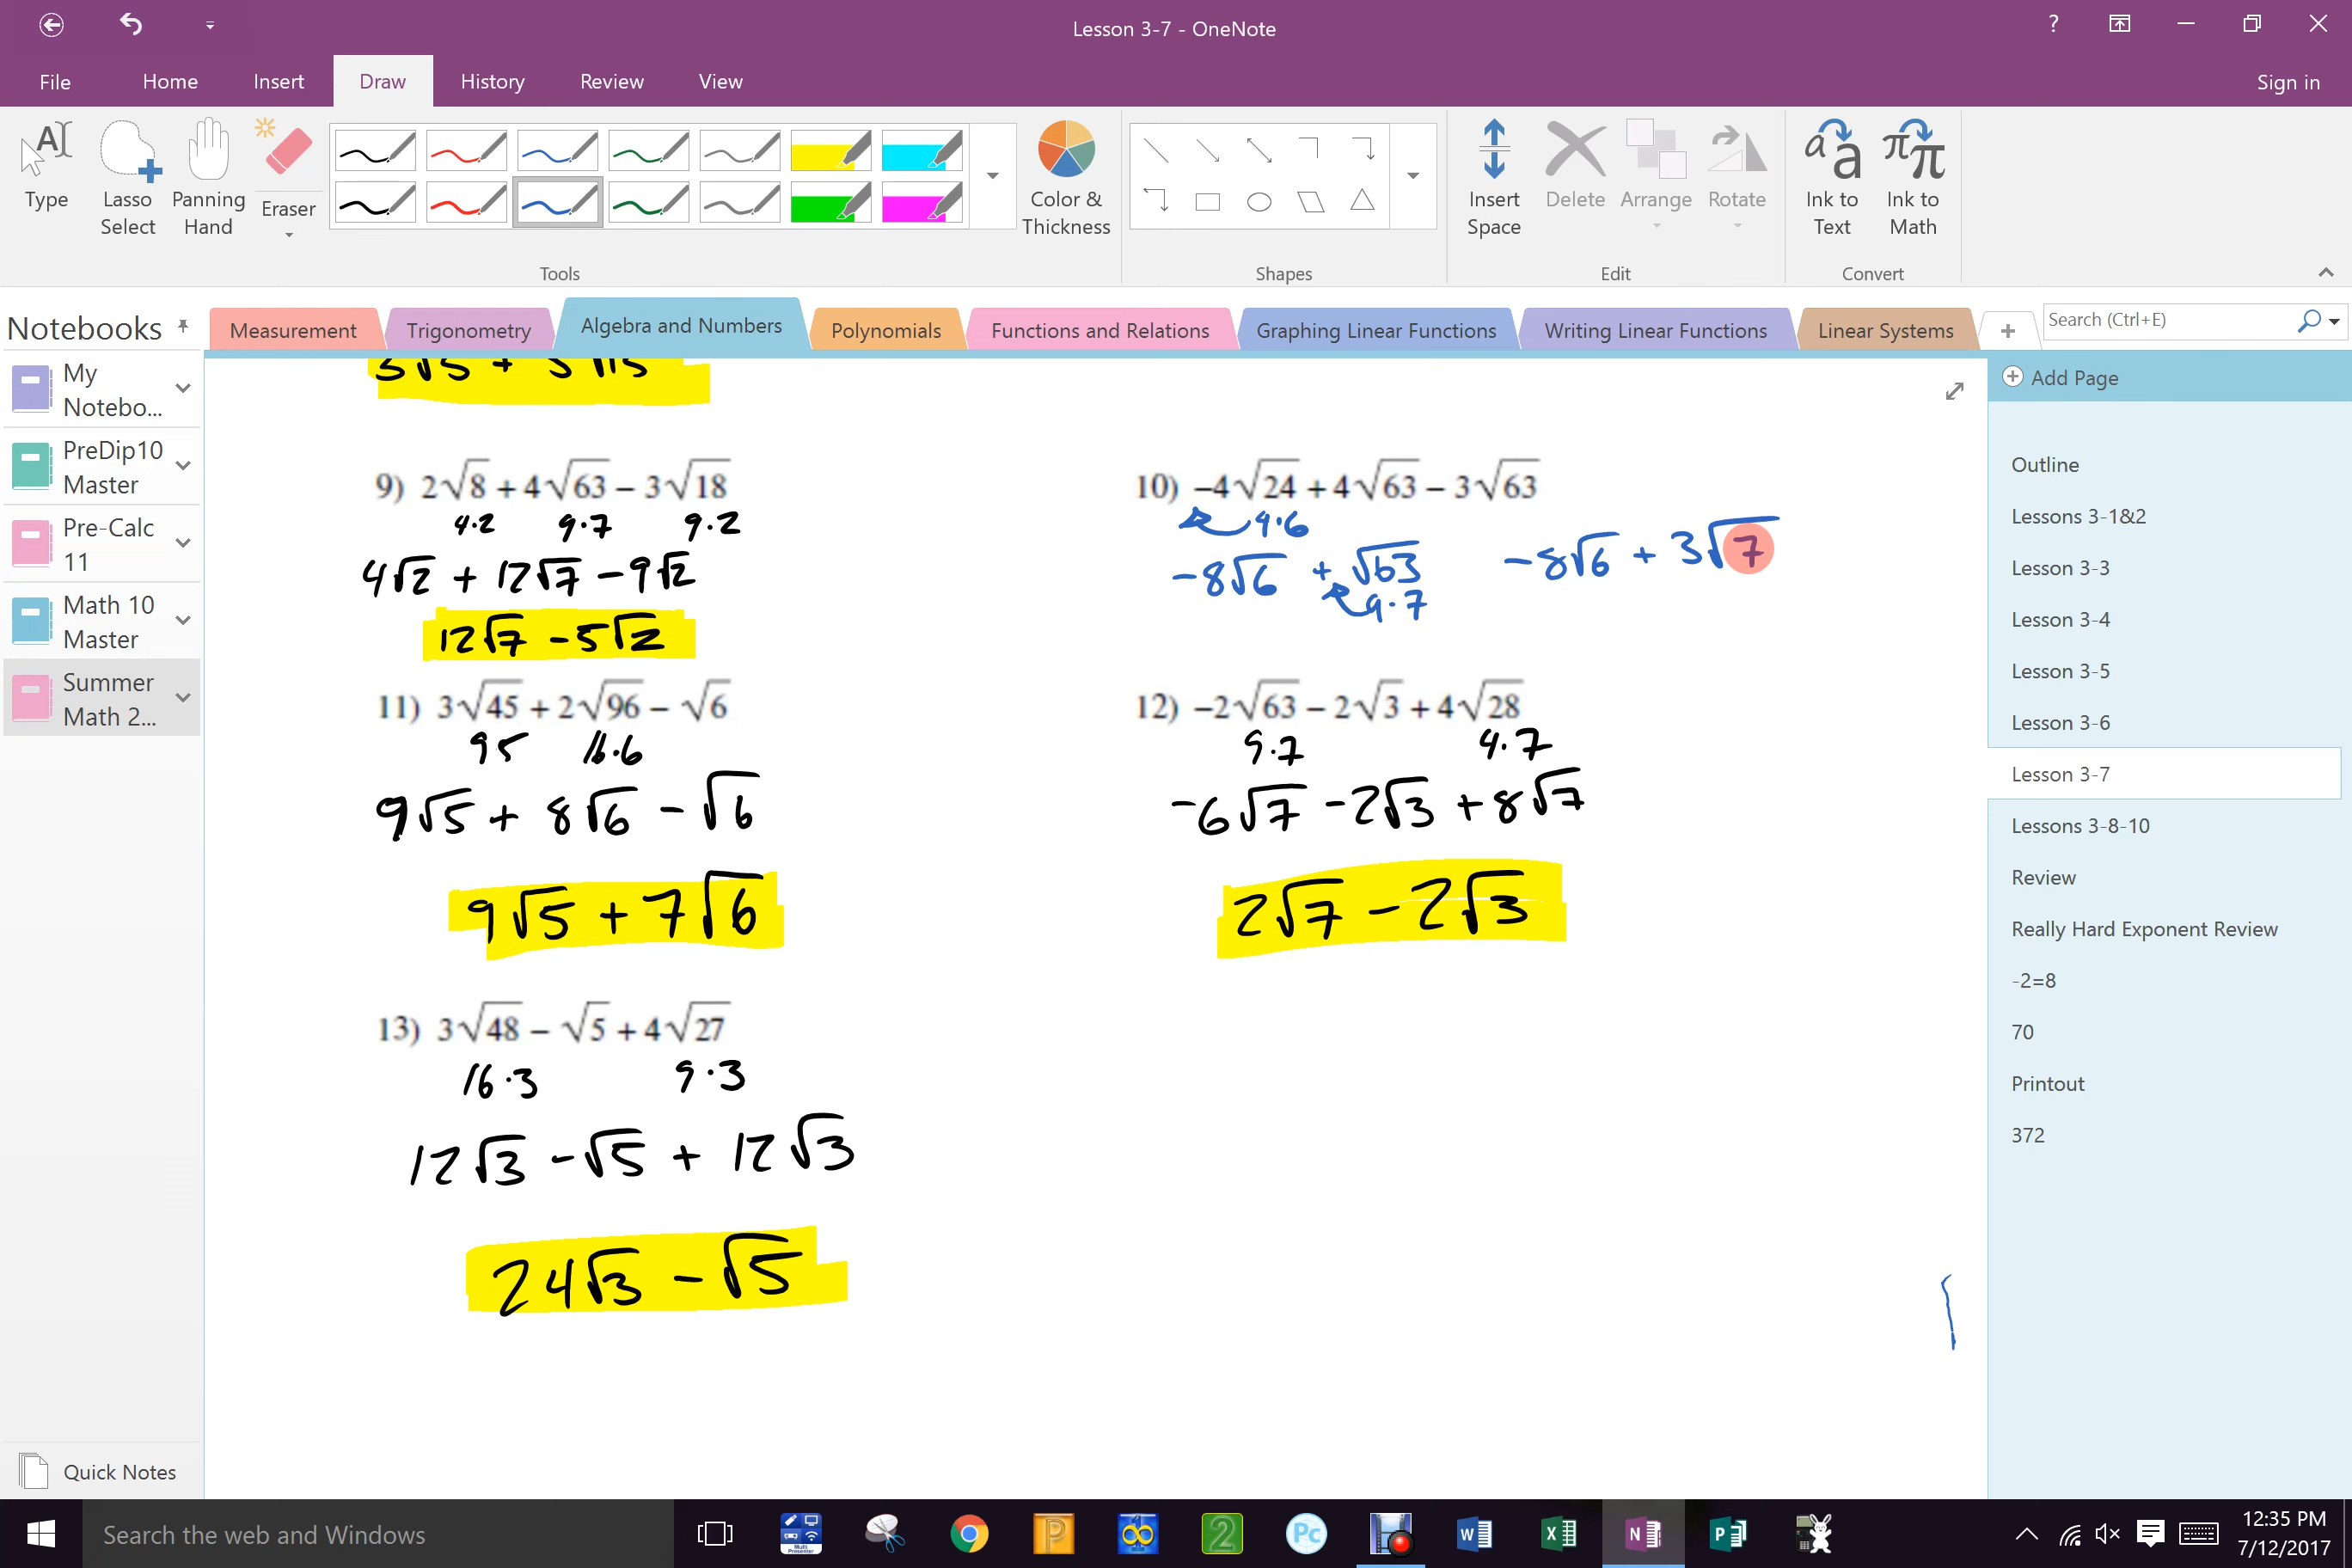 Lesson 3-7 - OneNote
?
File Home Insert Draw History Review View Sign in
Type
Lasso Select
Panning Hand
Eraser
Color & Thickness
Insert Space
Delete
Arrange
Rotate
Ink to Text
Ink to Math
Tools Shapes Edit Convert
Notebooks
Measurement Trigonometry Algebra and Numbers Polynomials Functions and Relations Graphing Linear Functions Writing Linear Functions Linear Systems + Search (Ctrl+E)
My Notebo...
PreDip10 Master
Pre-Calc 11
Math 10 Master
Summer Math 2...
Quick Notes
9) 2√8 + 4√63 − 3√18
4·2 9·7 9·2
4√2 + 12√7 − 9√2
12√7 − 5√2
10) −4√24 + 4√63 − 3√63
4·6
−8√6 + √63
9·7
−8√6 + 3√7
11) 3√45 + 2√96 − √6
9 5 16·6
9√5 + 8√6 − √6
9√5 + 7√6
12) −2√63 − 2√3 + 4√28
9·7 4·7
−6√7 − 2√3 + 8√7
2√7 − 2√3
13) 3√48 − √5 + 4√27
16·3 9·3
12√3 − √5 + 12√3
24√3 − √5
Add Page
Outline
Lessons 3-1&2
Lesson 3-3
Lesson 3-4
Lesson 3-5
Lesson 3-6
Lesson 3-7
Lessons 3-8-10
Review
Really Hard Exponent Review
-2=8
70
Printout
372
Search the web and Windows
12:35 PM
7/12/2017